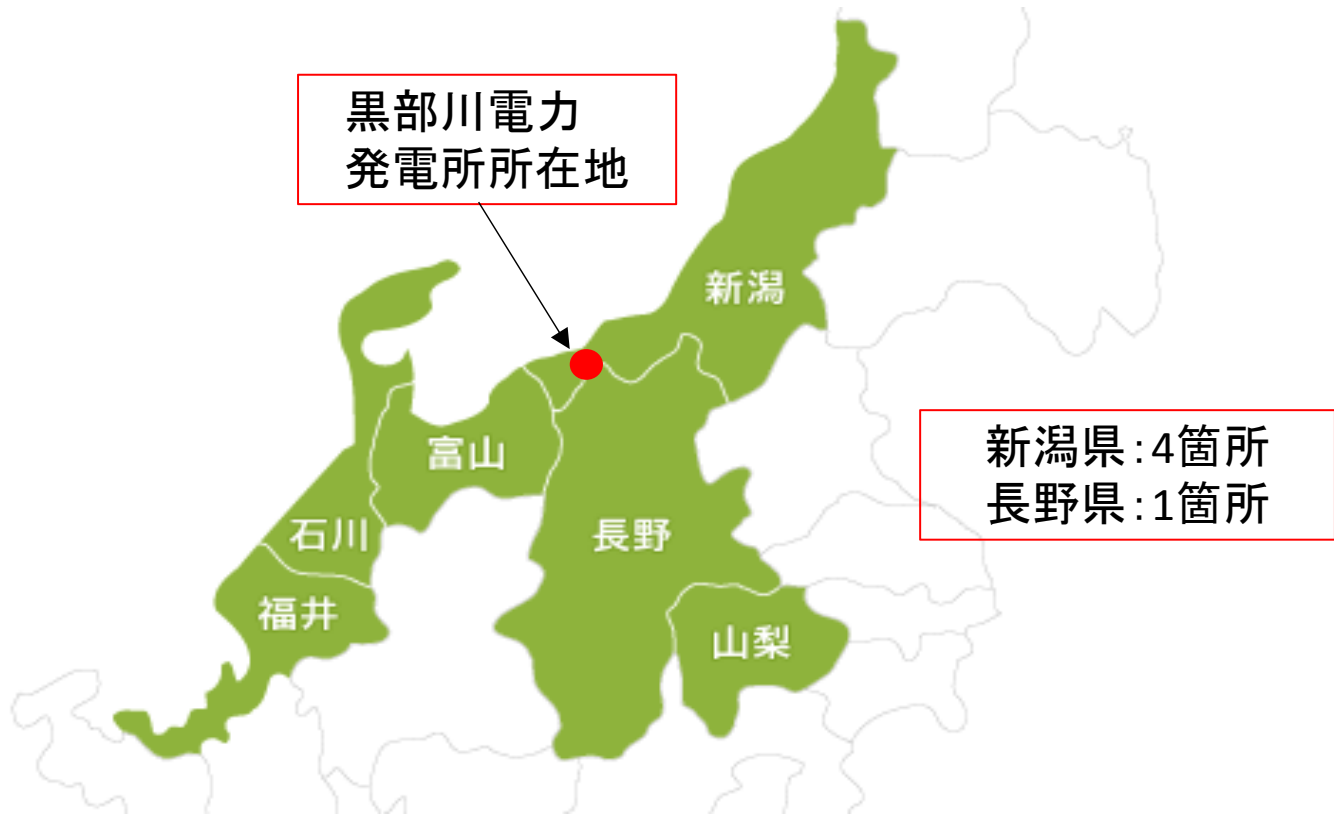 黒部川電力
発電所所在地
新潟
富山
石川
長野
福井
山梨
新潟県：4箇所
長野県：1箇所